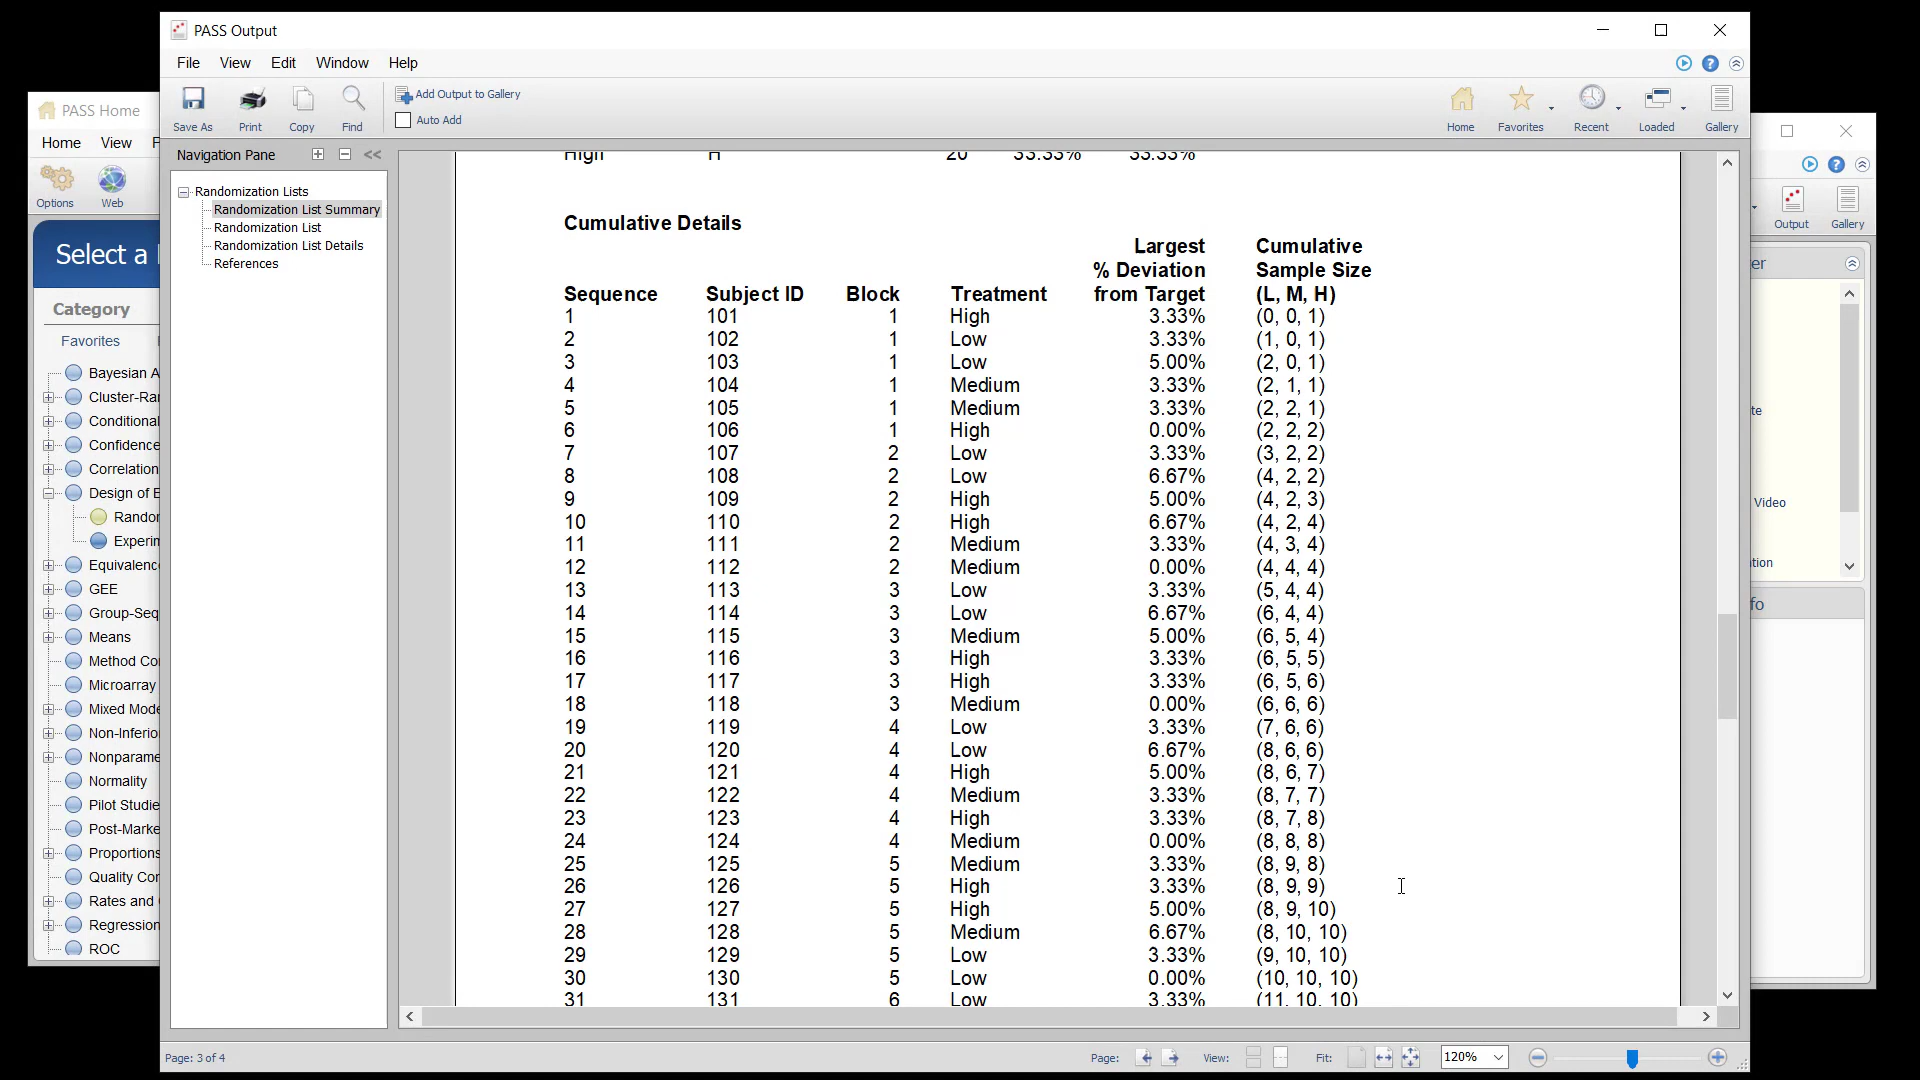 PASS Output
File View Edit Window Help
Save As Print Copy Find Add Output to Gallery
Auto Add
Home Favorites Recent Loaded Gallery
PASS Home
Home View
Options Web
Output Gallery
Select a
Category
Favorites
Bayesian A
Cluster-Ra
Conditional
Confidence
Correlation
Design of E
Rando
Experim
Equivalence
GEE
Group-Seq
Means
Method Co
Microarray
Mixed Mode
Non-Inferio
Nonparame
Normality
Pilot Studie
Post-Marke
Proportions
Quality Con
Rates and
Regression
ROC
Navigation Pane <<
Randomization Lists
Randomization List Summary
Randomization List
Randomization List Details
References
High H 20 33.33% 33.33%
Cumulative Details
Largest Cumulative
% Deviation Sample Size
Sequence Subject ID Block Treatment from Target (L, M, H)
1 101 1 High 3.33% (0, 0, 1)
2 102 1 Low 3.33% (1, 0, 1)
3 103 1 Low 5.00% (2, 0, 1)
4 104 1 Medium 3.33% (2, 1, 1)
5 105 1 Medium 3.33% (2, 2, 1)
6 106 1 High 0.00% (2, 2, 2)
7 107 2 Low 3.33% (3, 2, 2)
8 108 2 Low 6.67% (4, 2, 2)
9 109 2 High 5.00% (4, 2, 3)
10 110 2 High 6.67% (4, 2, 4)
11 111 2 Medium 3.33% (4, 3, 4)
12 112 2 Medium 0.00% (4, 4, 4)
13 113 3 Low 3.33% (5, 4, 4)
14 114 3 Low 6.67% (6, 4, 4)
15 115 3 Medium 5.00% (6, 5, 4)
16 116 3 High 3.33% (6, 5, 5)
17 117 3 High 3.33% (6, 5, 6)
18 118 3 Medium 0.00% (6, 6, 6)
19 119 4 Low 3.33% (7, 6, 6)
20 120 4 Low 6.67% (8, 6, 6)
21 121 4 High 5.00% (8, 6, 7)
22 122 4 Medium 3.33% (8, 7, 7)
23 123 4 High 3.33% (8, 7, 8)
24 124 4 Medium 0.00% (8, 8, 8)
25 125 5 Medium 3.33% (8, 9, 8)
26 126 5 High 3.33% (8, 9, 9)
27 127 5 High 5.00% (8, 9, 10)
28 128 5 Medium 6.67% (8, 10, 10)
29 129 5 Low 3.33% (9, 10, 10)
30 130 5 Low 0.00% (10, 10, 10)
31 131 6 Low 3.33% (11, 10, 10)
er
te
Video
tion
fo
Page: 3 of 4 Page: View: Fit: 120%